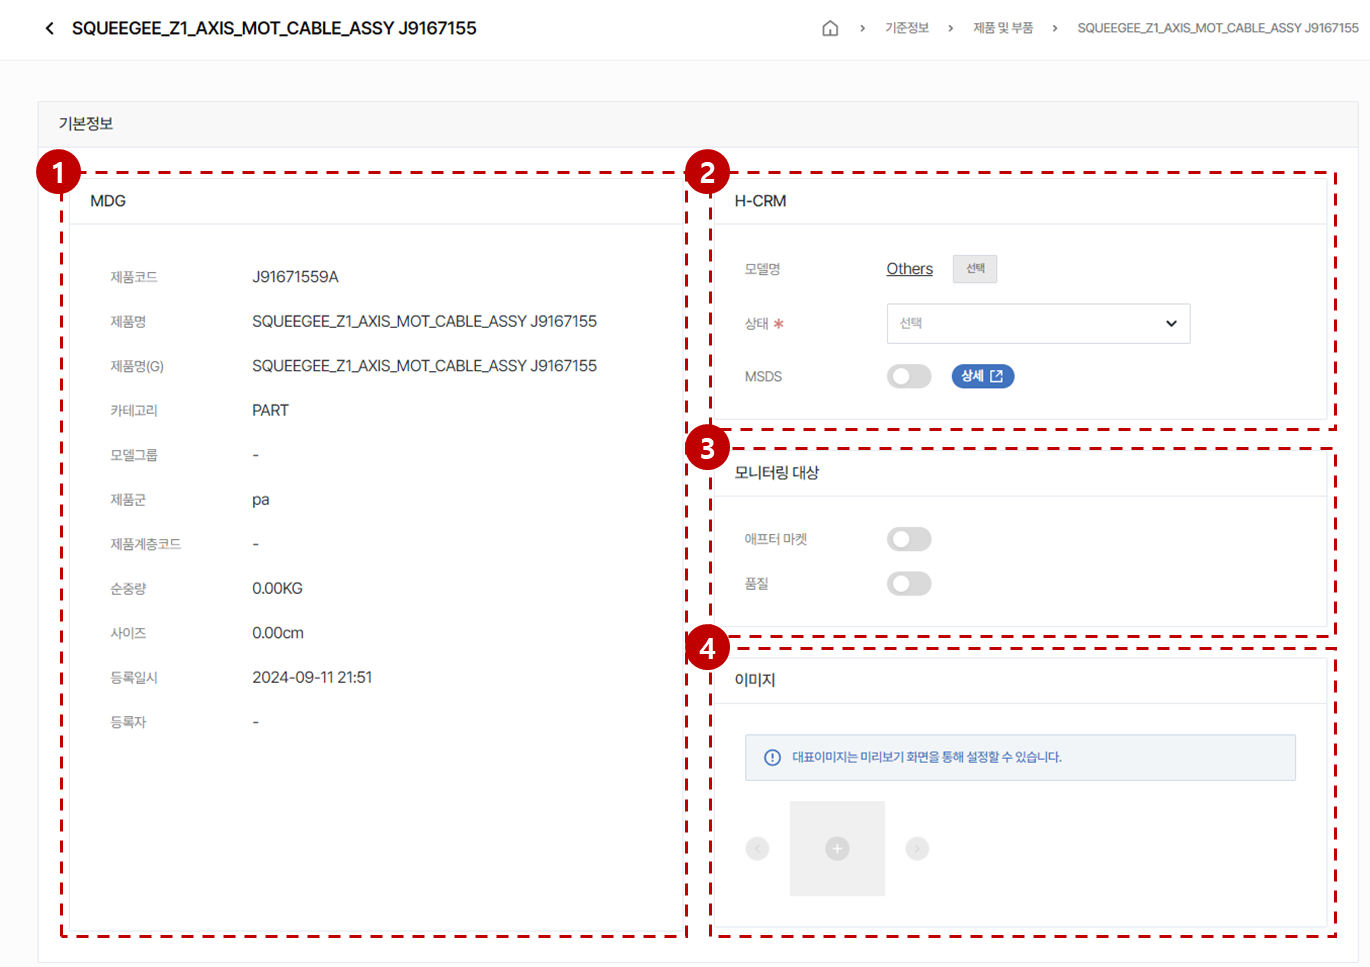 SQUEEGEE_Z1_AXIS_MOT_CABLE_ASSY J9167155
기준정보 제품 및 부품 SQUEEGEE_Z1_AXIS_MOT_CABLE_ASSY J9167155
기본정보
1
MDG
제품코드 J91671559A
제품명 SQUEEGEE_Z1_AXIS_MOT_CABLE_ASSY J9167155
제품명(G) SQUEEGEE_Z1_AXIS_MOT_CABLE_ASSY J9167155
카테고리 PART
모델그룹 -
제품군 pa
제품계층코드 -
순중량 0.00KG
사이즈 0.00cm
등록일시 2024-09-11 21:51
등록자 -
2
H-CRM
모델명 Others 선택
상태 * 선택
MSDS 상세
3
모니터링 대상
애프터 마켓
품질
4
이미지
대표이미지는 미리보기 화면을 통해 설정할 수 있습니다.